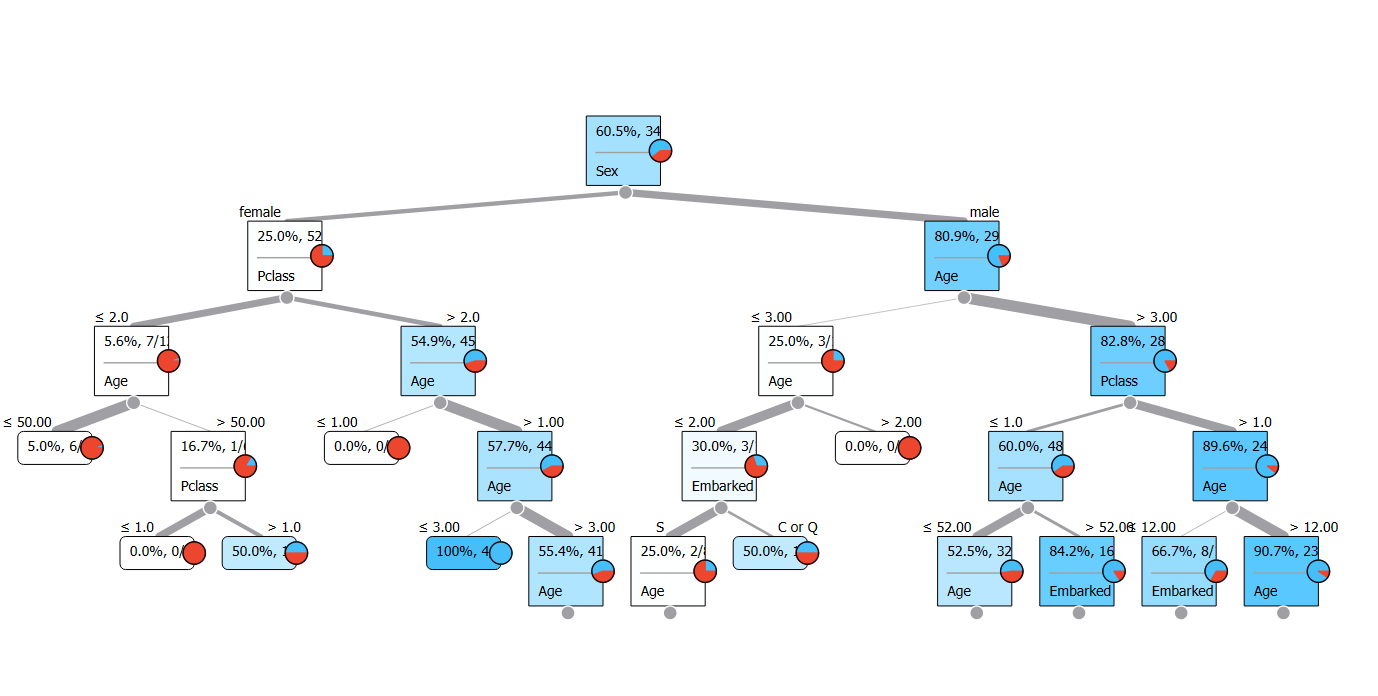 60.5%, 34
Sex
female
male
25.0%, 52
Pclass
80.9%, 29
Age
≤ 2.0
> 2.0
≤ 3.00
> 3.00
5.6%, 7/1
Age
54.9%, 45
Age
25.0%, 3/
Age
82.8%, 28
Pclass
≤ 50.00
> 50.00
≤ 1.00
> 1.00
≤ 2.00
> 2.00
≤ 1.0
> 1.0
5.0%, 6/
16.7%, 1/
Pclass
0.0%, 0/
57.7%, 44
Age
30.0%, 3/
Embarked
0.0%, 0/
60.0%, 48
Age
89.6%, 24
Age
≤ 1.0
> 1.0
≤ 3.00
> 3.00
S
C or Q
≤ 52.00
> 52.00
≤ 12.00
> 12.00
0.0%, 0/
50.0%, 1
100%, 4
55.4%, 41
Age
25.0%, 2/
Age
50.0%, 1
52.5%, 32
Age
84.2%, 16
Embarked
66.7%, 8/
Embarked
90.7%, 23
Age